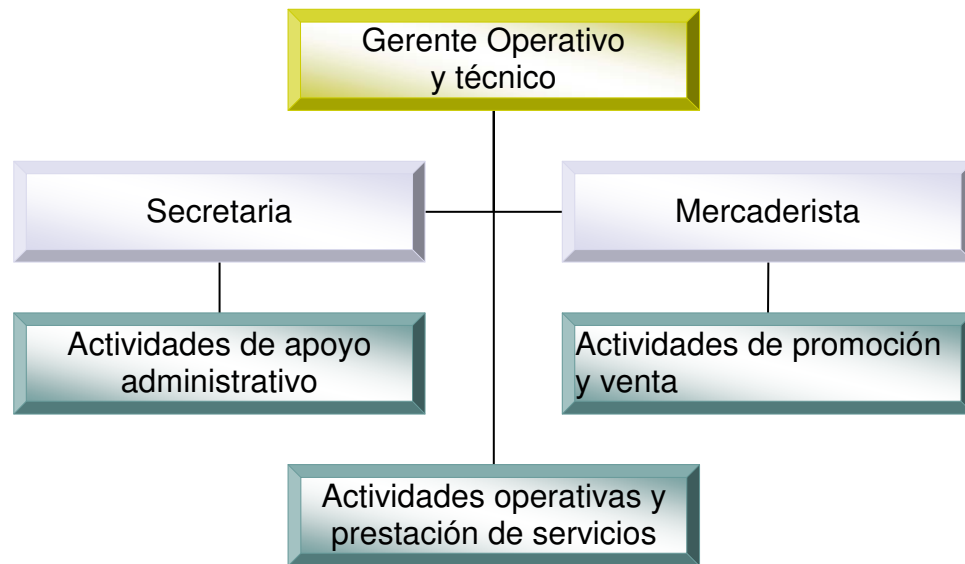 Gerente Operativo
y técnico
Secretaria
Mercaderista
Actividades de apoyo
administrativo
Actividades de promoción
y venta
Actividades operativas y
prestación de servicios